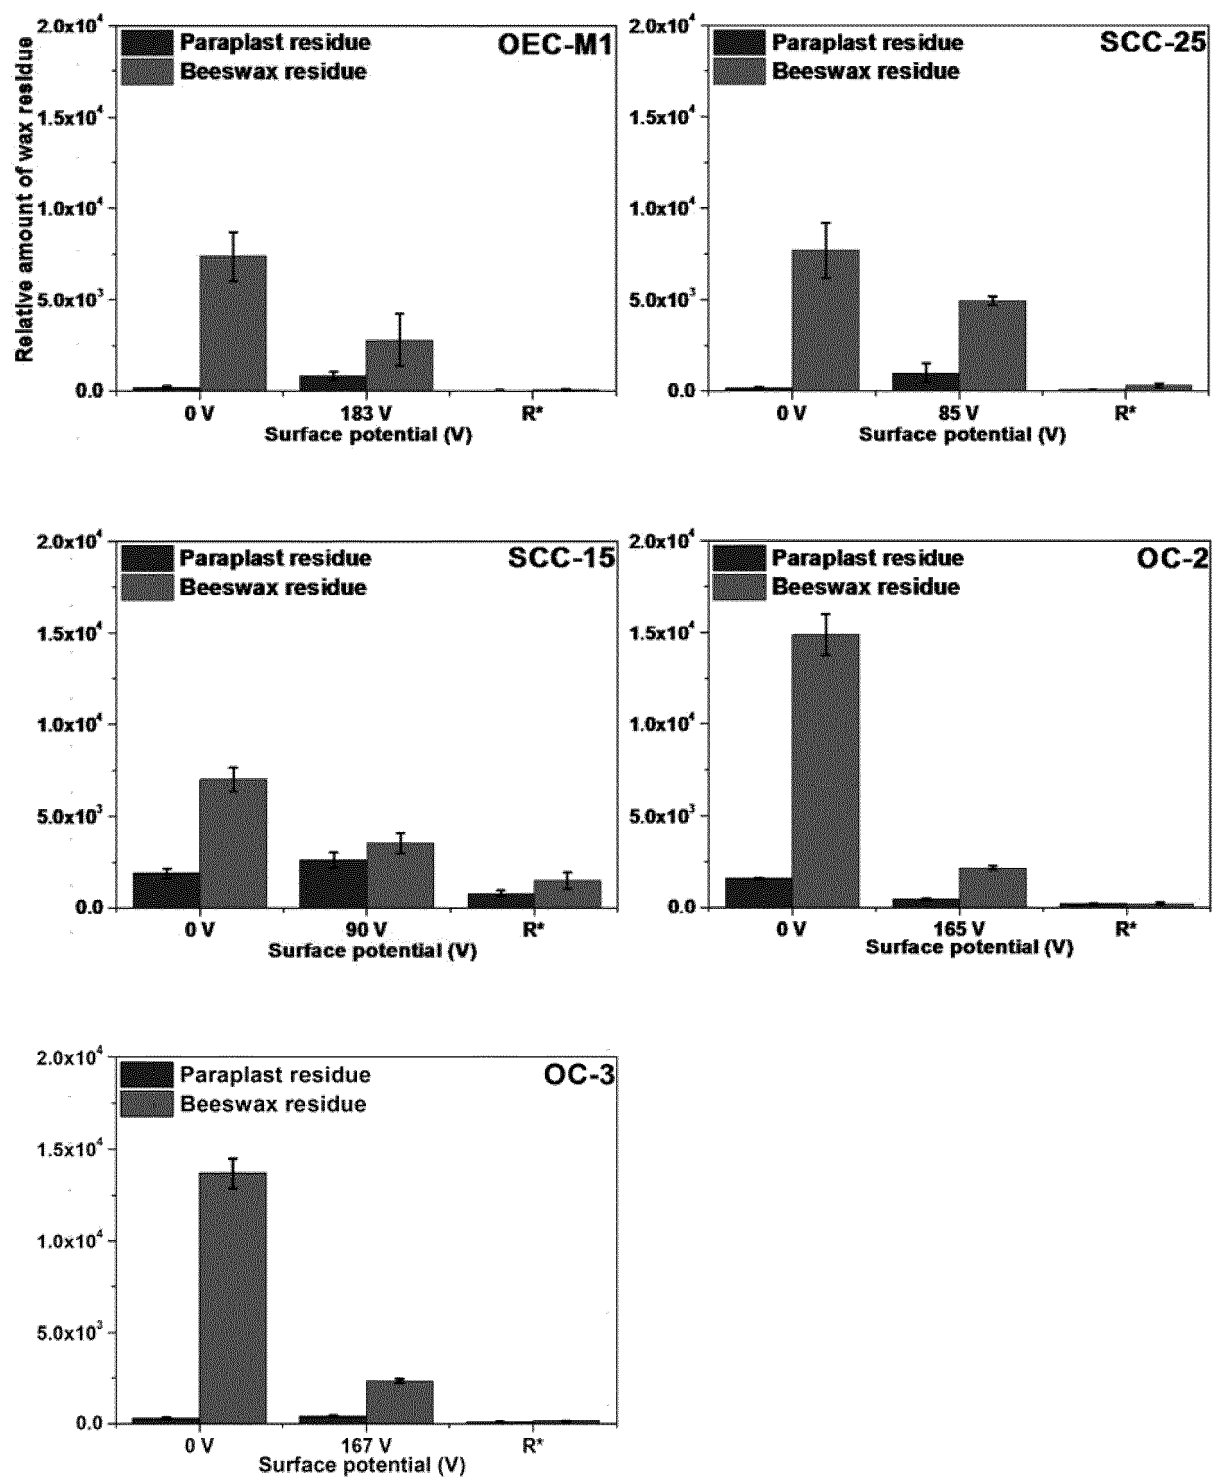 Relative amount of wax residue
2.0x10⁴
1.5x10⁴
1.0x10⁴
5.0x10³
0.0
Paraplast residue
Beeswax residue
OEC-M1
0 V 183 V R*
Surface potential (V)
2.0x10⁴
1.5x10⁴
1.0x10⁴
5.0x10³
0.0
Paraplast residue
Beeswax residue
SCC-25
0 V 85 V R*
Surface potential (V)
2.0x10⁴
1.5x10⁴
1.0x10⁴
5.0x10³
0.0
Paraplast residue
Beeswax residue
SCC-15
0 V 90 V R*
Surface potential (V)
2.0x10⁴
1.5x10⁴
1.0x10⁴
5.0x10³
0.0
Paraplast residue
Beeswax residue
OC-2
0 V 165 V R*
Surface potential (V)
2.0x10⁴
1.5x10⁴
1.0x10⁴
5.0x10³
0.0
Paraplast residue
Beeswax residue
OC-3
0 V 167 V R*
Surface potential (V)